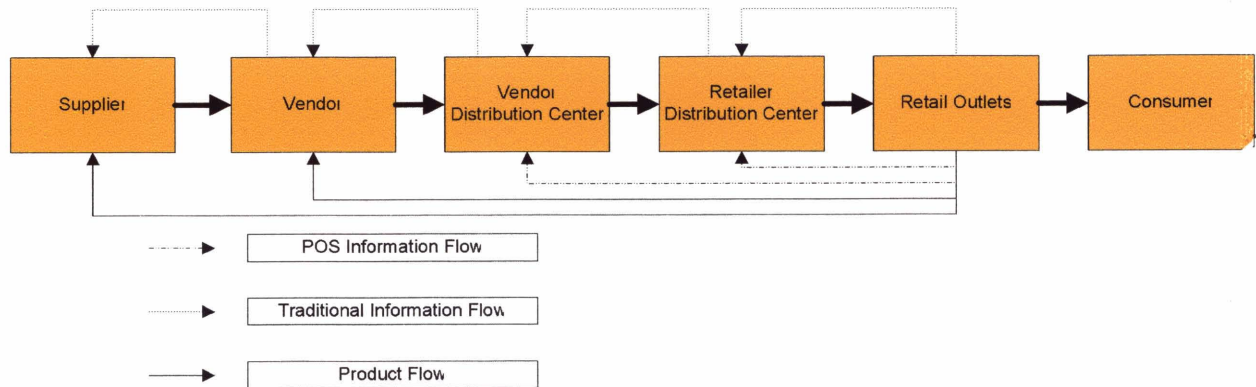 Supplier
Vendor
Vendor
Distribution Center
Retailer
Distribution Center
Retail Outlets
Consumer
POS Information Flow
Traditional Information Flow
Product Flow